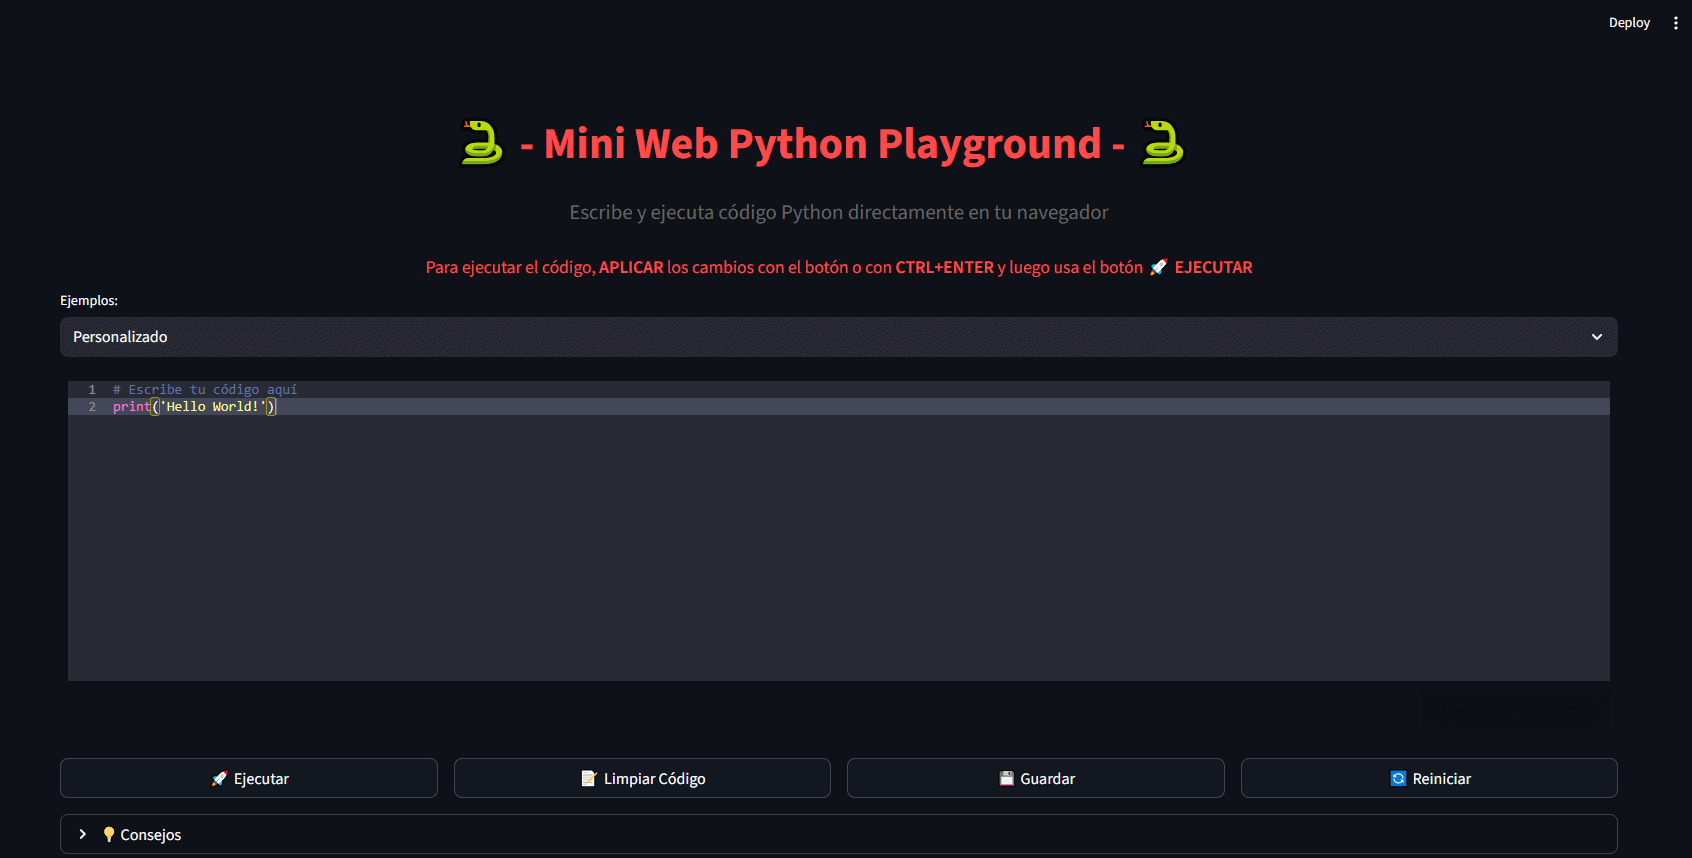 Deploy
- Mini Web Python Playground -
Escribe y ejecuta código Python directamente en tu navegador
Para ejecutar el código, APLICAR los cambios con el botón o con CTRL+ENTER y luego usa el botón 🚀 EJECUTAR
Ejemplos:
Personalizado
1 # Escribe tu código aquí
2 print('Hello World!')
Ejecutar
Limpiar Código
Guardar
Reiniciar
Consejos